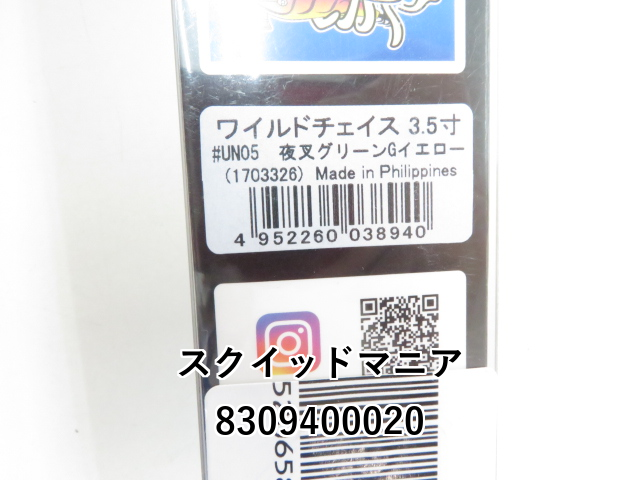 ワイルドチェイス 3.5寸
#UN05 夜叉グリーンGイエロー
(1703326) Made in Philippines
4 952260 038940
スクイッドマニア
8309400020